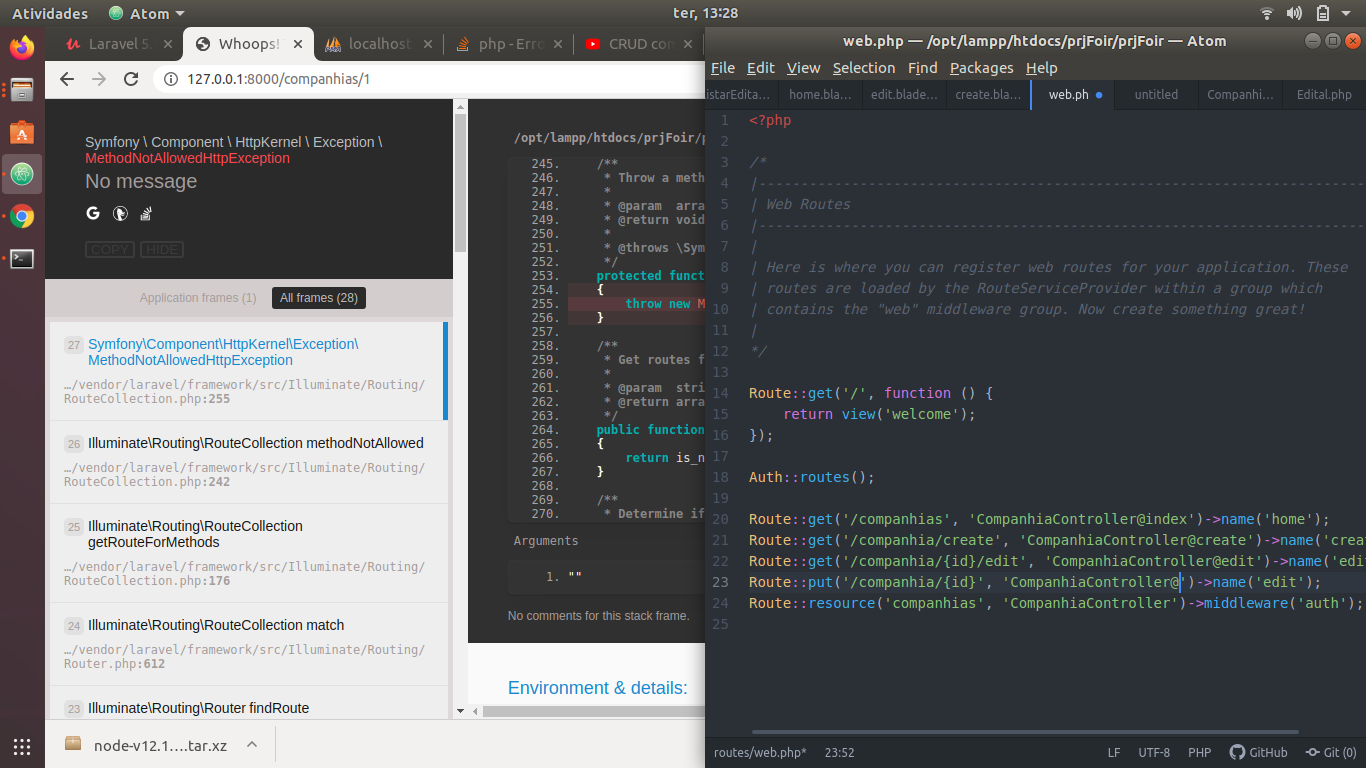 Atividades
Atom
ter, 13:28
Laravel 5.
Whoops!
localhost
php - Erro
CRUD con
127.0.0.1:8000/companhias/1
Symfony \ Component \ HttpKernel \ Exception \
MethodNotAllowedHttpException
No message
COPY HIDE
Application frames (1)
All frames (28)
27 Symfony\Component\HttpKernel\Exception\
MethodNotAllowedHttpException
…/vendor/laravel/framework/src/Illuminate/Routing/
RouteCollection.php:255
26 Illuminate\Routing\RouteCollection methodNotAllowed
…/vendor/laravel/framework/src/Illuminate/Routing/
RouteCollection.php:242
25 Illuminate\Routing\RouteCollection
getRouteForMethods
…/vendor/laravel/framework/src/Illuminate/Routing/
RouteCollection.php:176
24 Illuminate\Routing\RouteCollection match
…/vendor/laravel/framework/src/Illuminate/Routing/
Router.php:612
23 Illuminate\Routing\Router findRoute
/opt/lampp/htdocs/prjFoir/p
245. /**
246. * Throw a meth
247. *
248. * @param arra
249. * @return void
250. *
251. * @throws \Sym
252. */
253. protected funct
254. {
255. throw new M
256. }
257.
258. /**
259. * Get routes f
260. *
261. * @param stri
262. * @return arra
263. */
264. public function
265. {
266. return is_n
267. }
268.
269. /**
270. * Determine if
Arguments
1. ""
No comments for this stack frame.
Environment & details:
node-v12.1….tar.xz
web.php — /opt/lampp/htdocs/prjFoir/prjFoir — Atom
File Edit View Selection Find Packages Help
istarEdita…
home.bla…
edit.blade…
create.bla…
web.ph
untitled
Companhi…
Edital.php
1 <?php
2
3 /*
4 |--------------------------------------------------------------------------
5 | Web Routes
6 |--------------------------------------------------------------------------
7 |
8 | Here is where you can register web routes for your application. These
9 | routes are loaded by the RouteServiceProvider within a group which
10 | contains the "web" middleware group. Now create something great!
11 |
12 */
13
14 Route::get('/', function () {
15 return view('welcome');
16 });
17
18 Auth::routes();
19
20 Route::get('/companhias', 'CompanhiaController@index')->name('home');
21 Route::get('/companhia/create', 'CompanhiaController@create')->name('crea
22 Route::get('/companhia/{id}/edit', 'CompanhiaController@edit')->name('edi
23 Route::put('/companhia/{id}', 'CompanhiaController@')->name('edit');
24 Route::resource('companhias', 'CompanhiaController')->middleware('auth');
25
routes/web.php*
23:52
LF
UTF-8
PHP
GitHub
Git (0)